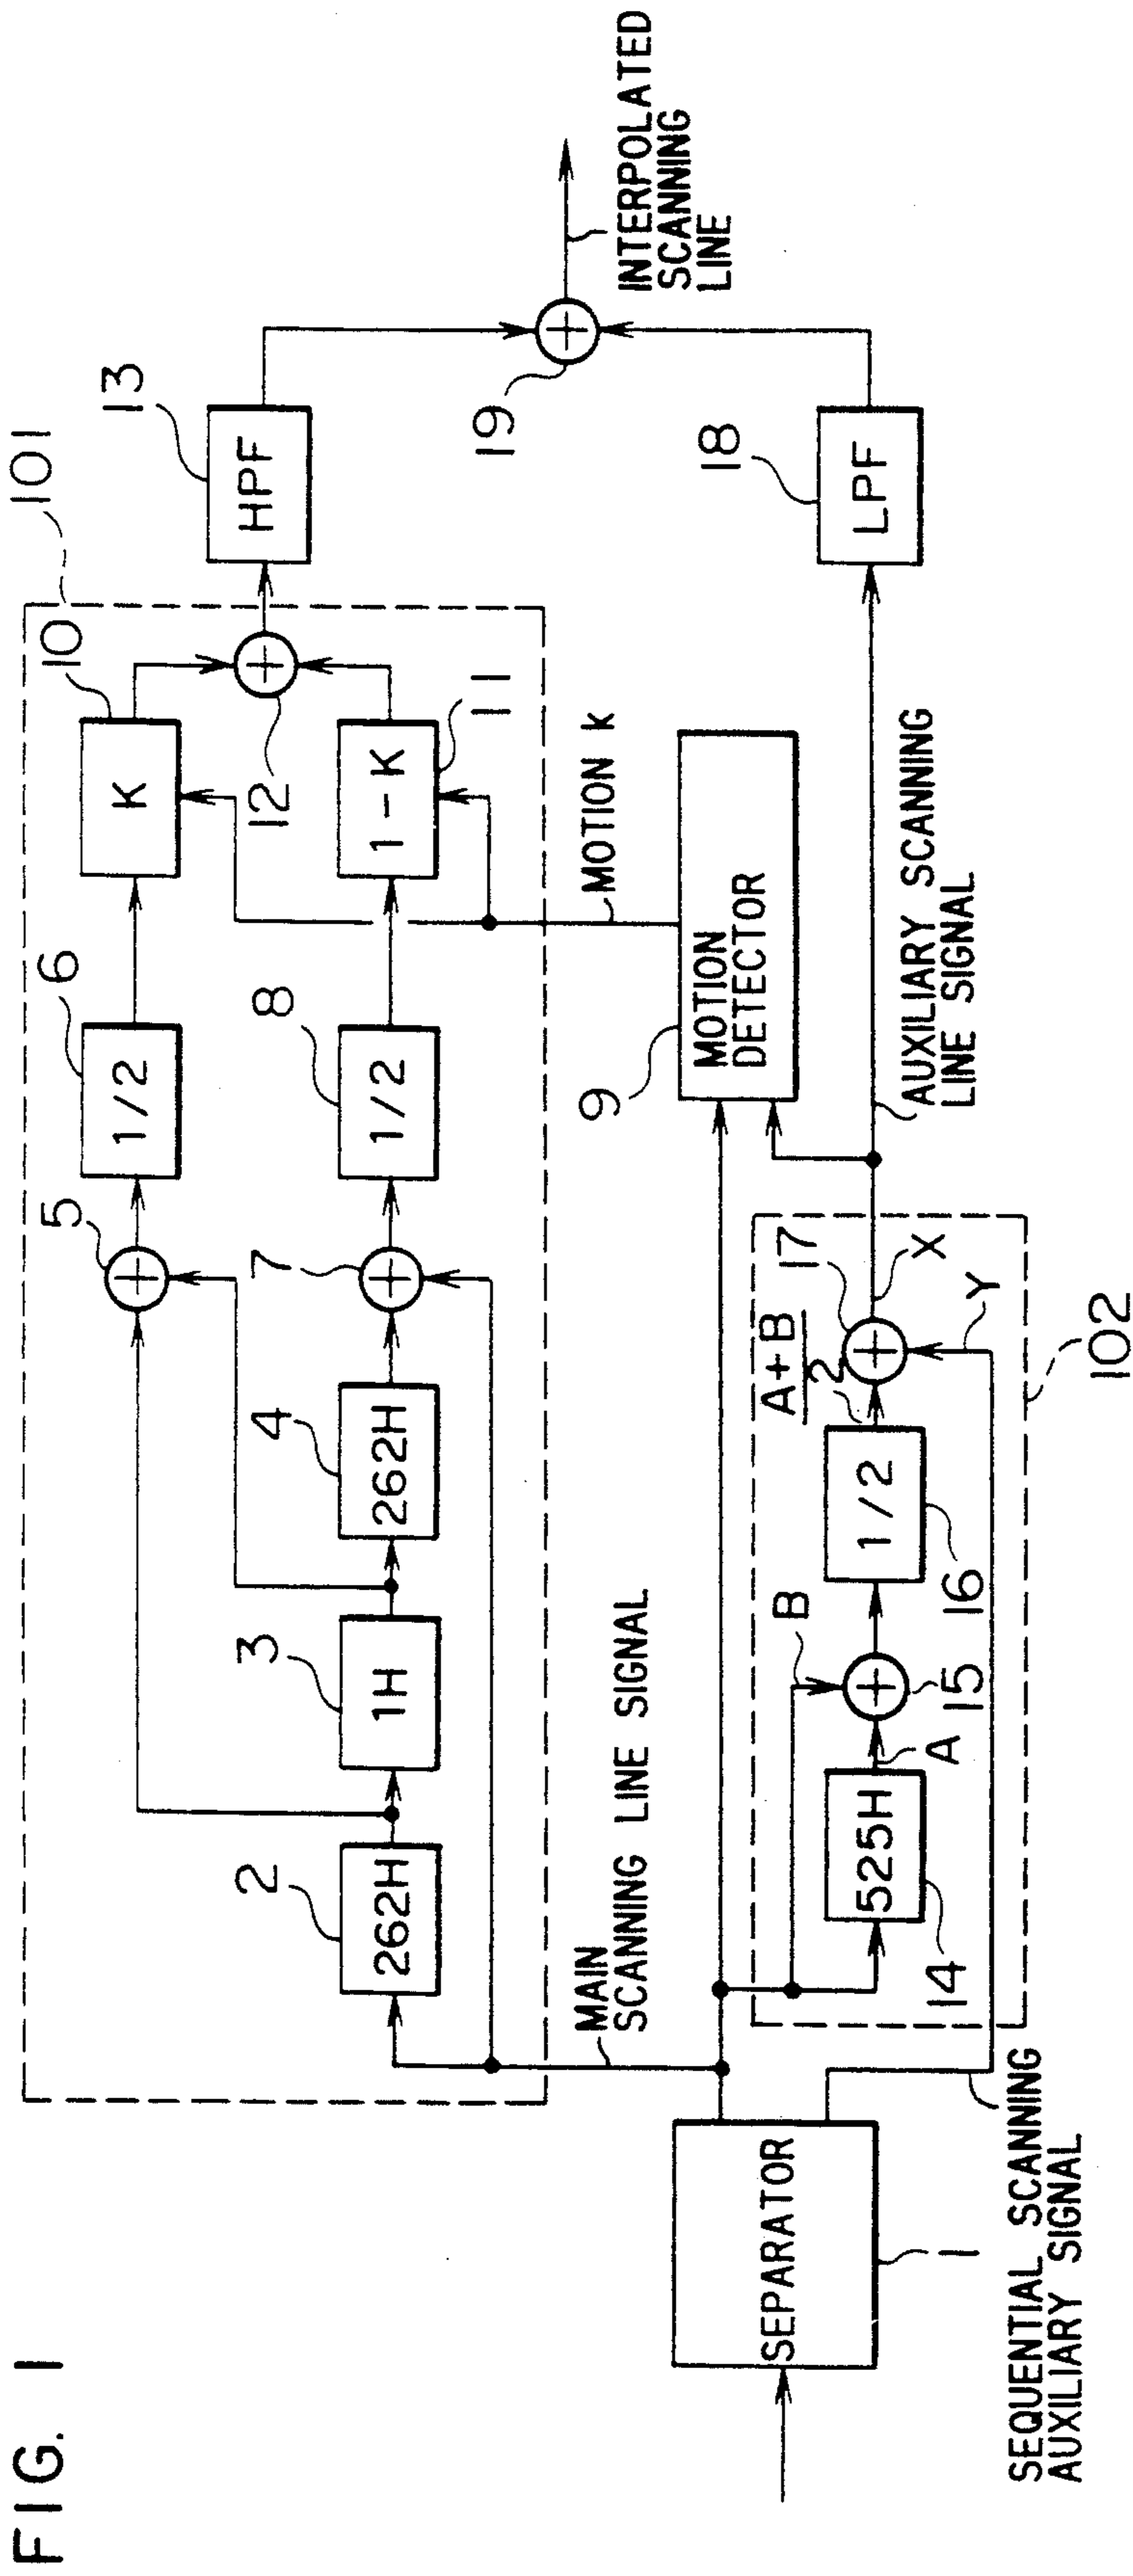 FIG. 1
101
10
K
6
1/2
5
13
HPF
12
11
1-K
8
1/2
7
4
262H
3
1H
2
262H
19
INTERPOLATED
SCANNING
LINE
MOTION k
MAIN
SCANNING LINE SIGNAL
9
MOTION
DETECTOR
18
LPF
AUXILIARY SCANNING
LINE SIGNAL
SEPARATOR
1
B
A+B
2
17
X
Y
102
1/2
16
15
A
525H
14
SEQUENTIAL SCANNING
AUXILIARY SIGNAL